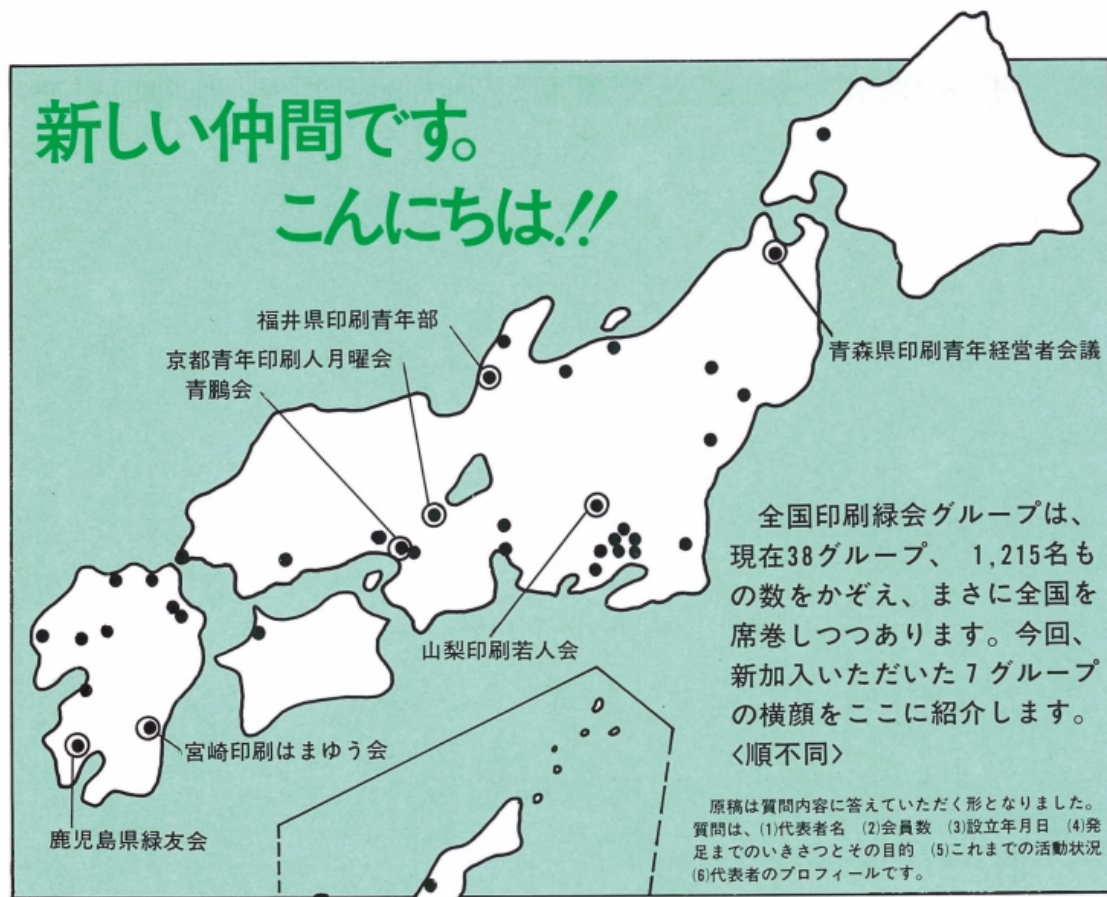 新しい仲間です。
こんにちは!!
福井県印刷青年部
京都青年印刷人月曜会
青鵬会
青森県印刷青年経営者会議
山梨印刷若人会
宮崎印刷はまゆう会
鹿児島県緑友会
全国印刷緑会グループは、
現在38グループ、 1,215名も
の数をかぞえ、まさに全国を
席巻しつつあります。今回、
新加入いただいた7グループ
の横顔をここに紹介します。
〈順不同〉
原稿は質問内容に答えていただく形となりました。
質問は、(1)代表者名 (2)会員数 (3)設立年月日 (4)発
足までのいきさつとその目的 (5)これまでの活動状況
(6)代表者のプロフィールです。